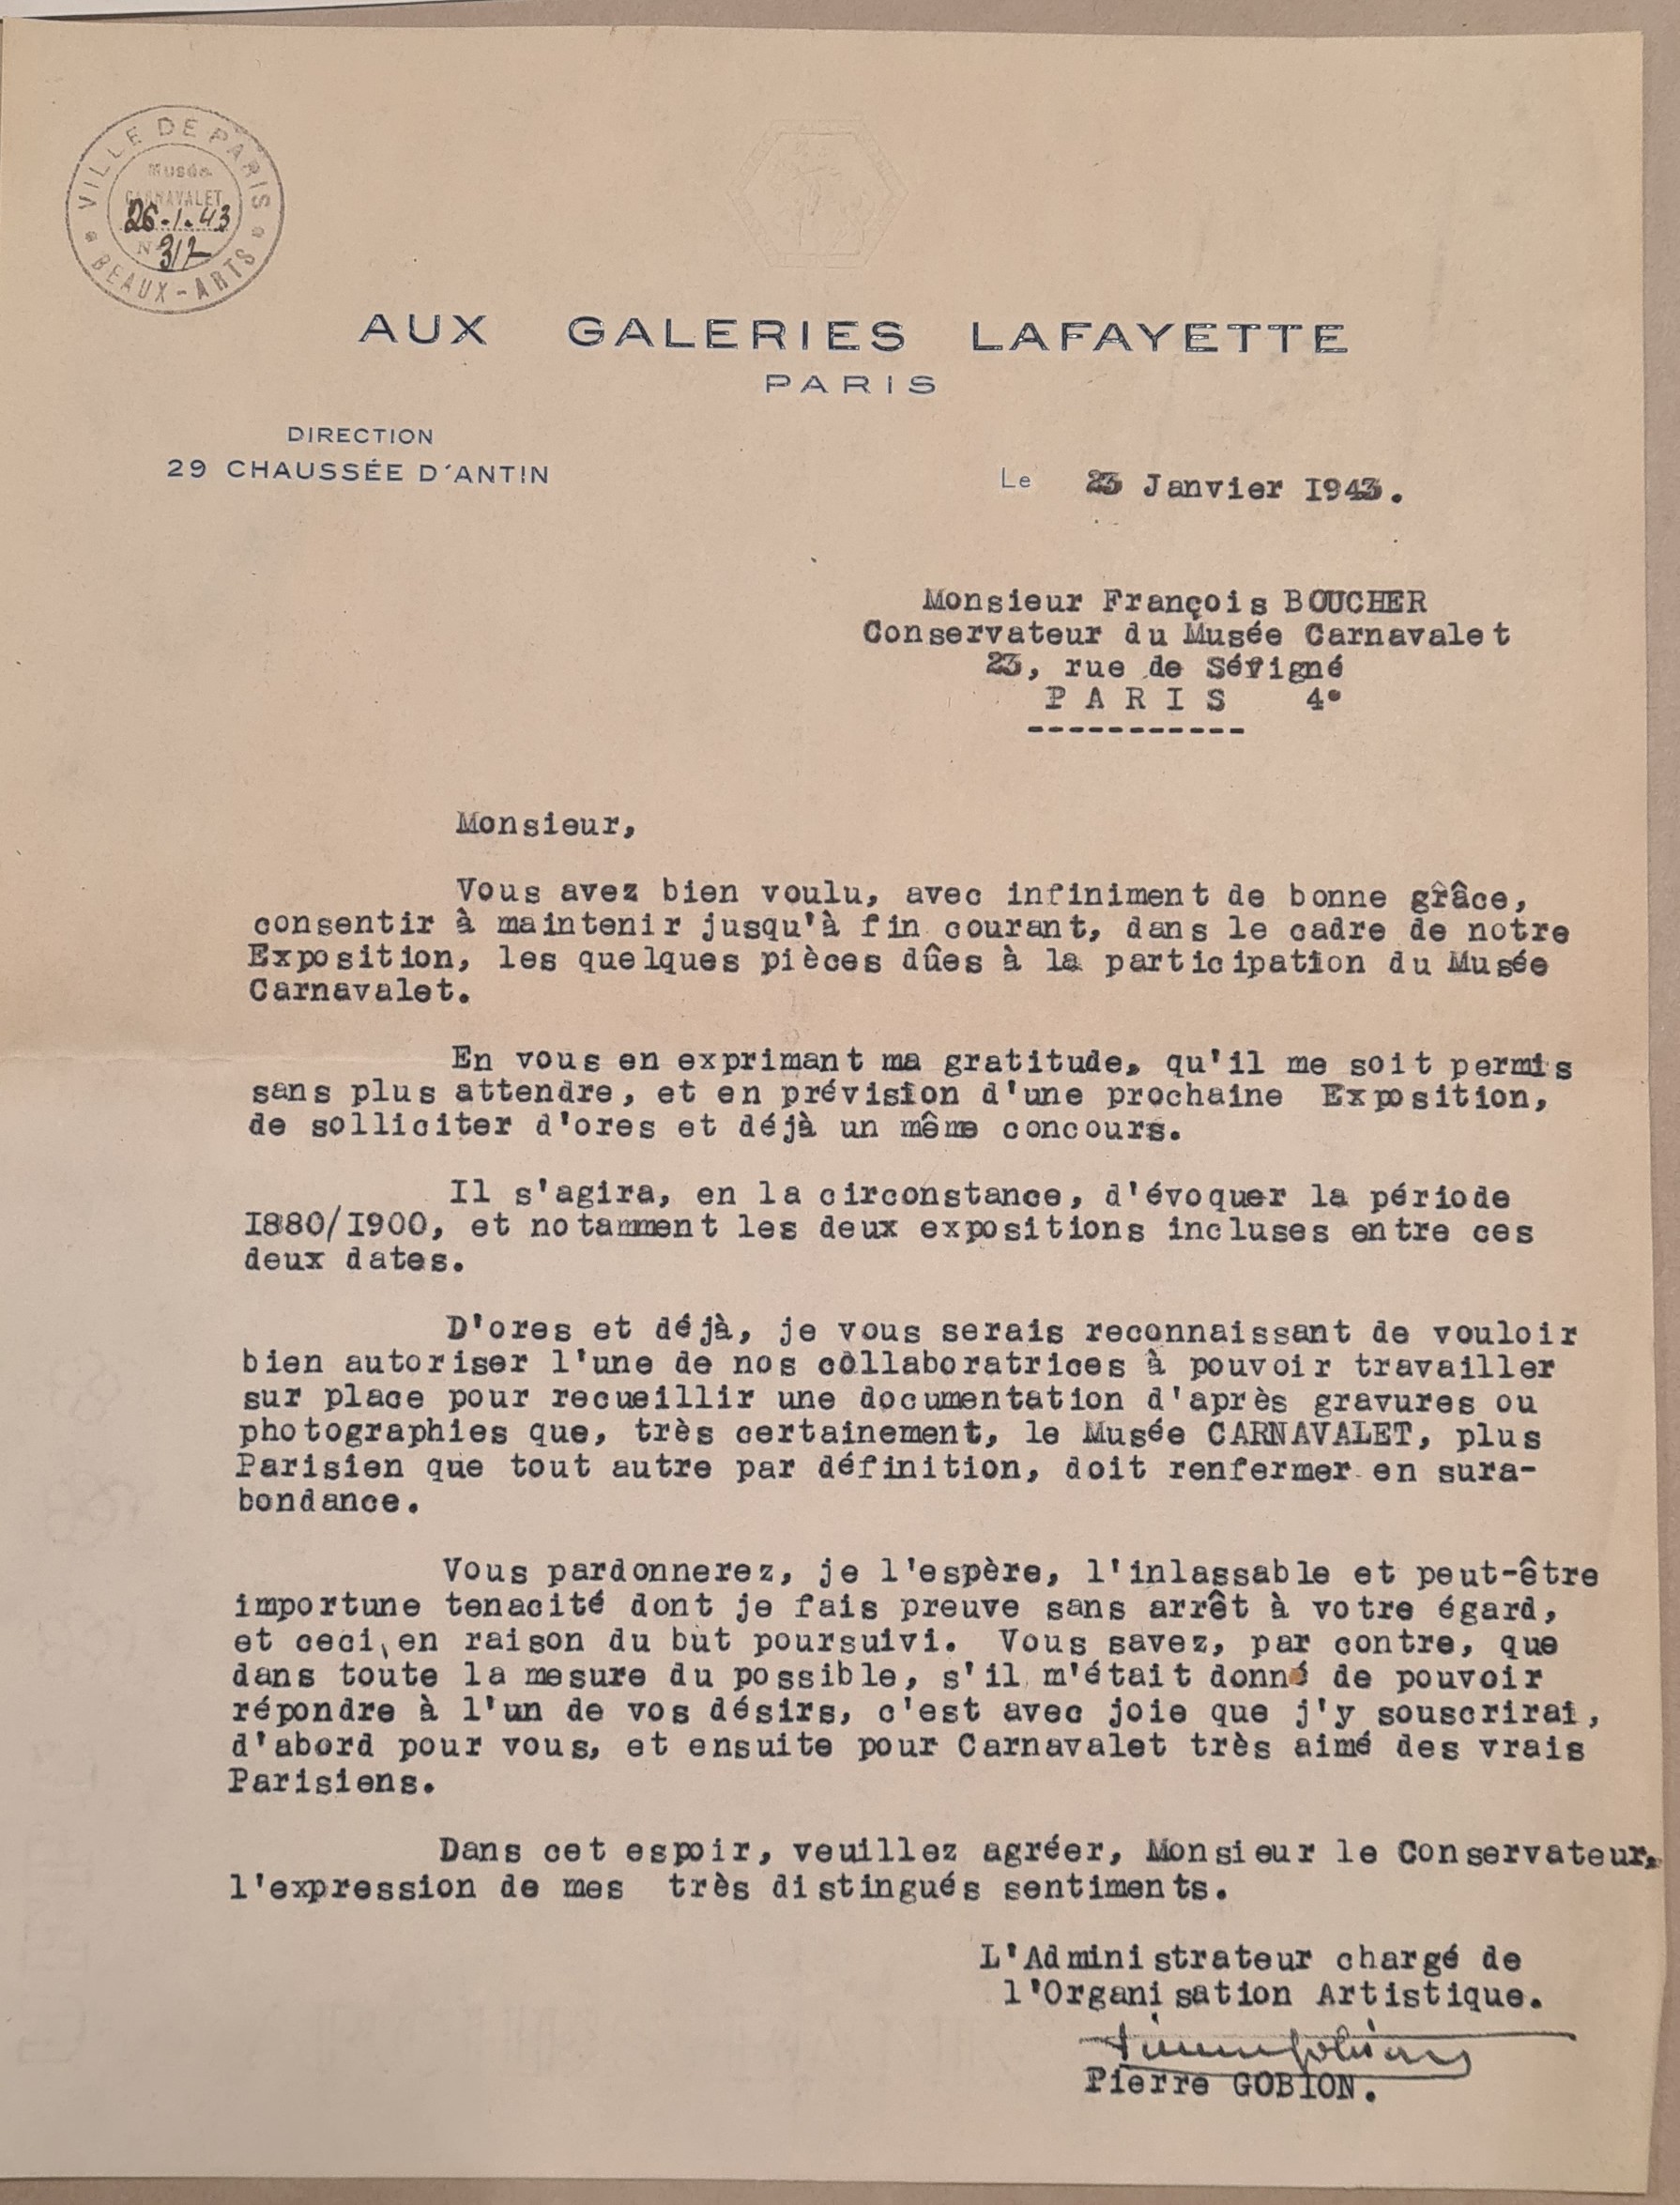 VILLE DE PARIS
Musée
CARNAVALET
26-1.43
N 312
BEAUX-ARTS
AUX GALERIES LAFAYETTE
PARIS
DIRECTION
29 CHAUSSÉE D'ANTIN
Le 23 Janvier I943.
Monsieur François BOUCHER
Conservateur du Musée Carnavalet
23, rue de Sévigné
P A R I S 4°
-----------
Monsieur,
Vous avez bien voulu, avec infiniment de bonne grâce,
consentir à maintenir jusqu'à fin courant, dans le cadre de notre
Exposition, les quelques pièces dûes à la participation du Musée
Carnavalet.
En vous en exprimant ma gratitude, qu'il me soit permis
sans plus attendre, et en prévision d'une prochaine Exposition,
de solliciter d'ores et déjà un même concours.
Il s'agira, en la circonstance, d'évoquer la période
I880/I900, et notamment les deux expositions incluses entre ces
deux dates.
D'ores et déjà, je vous serais reconnaissant de vouloir
bien autoriser l'une de nos collaboratrices à pouvoir travailler
sur place pour recueillir une documentation d'après gravures ou
photographies que, très certainement, le Musée CARNAVALET, plus
Parisien que tout autre par définition, doit renfermer en sura-
bondance.
Vous pardonnerez, je l'espère, l'inlassable et peut-être
importune tenacité dont je fais preuve sans arrêt à votre égard,
et ceci, en raison du but poursuivi. Vous savez, par contre, que
dans toute la mesure du possible, s'il m'était donné de pouvoir
répondre à l'un de vos désirs, c'est avec joie que j'y souscrirai,
d'abord pour vous, et ensuite pour Carnavalet très aimé des vrais
Parisiens.
Dans cet espoir, veuillez agréer, Monsieur le Conservateur,
l'expression de mes très distingués sentiments.
L'Administrateur chargé de
l'Organisation Artistique.
Pierre Gobion
Pierre GOBION.